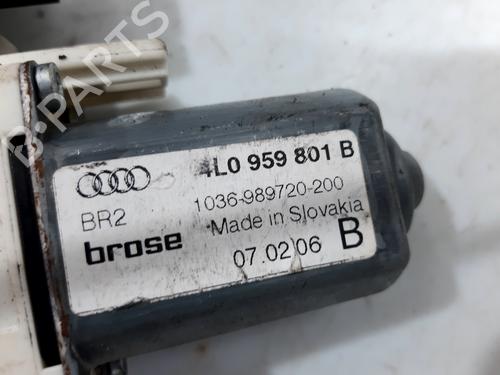 4L0 959 801 B
1036-989720-200
BR2
Made in Slovakia
brose
07.02.06 B
B-PARTS